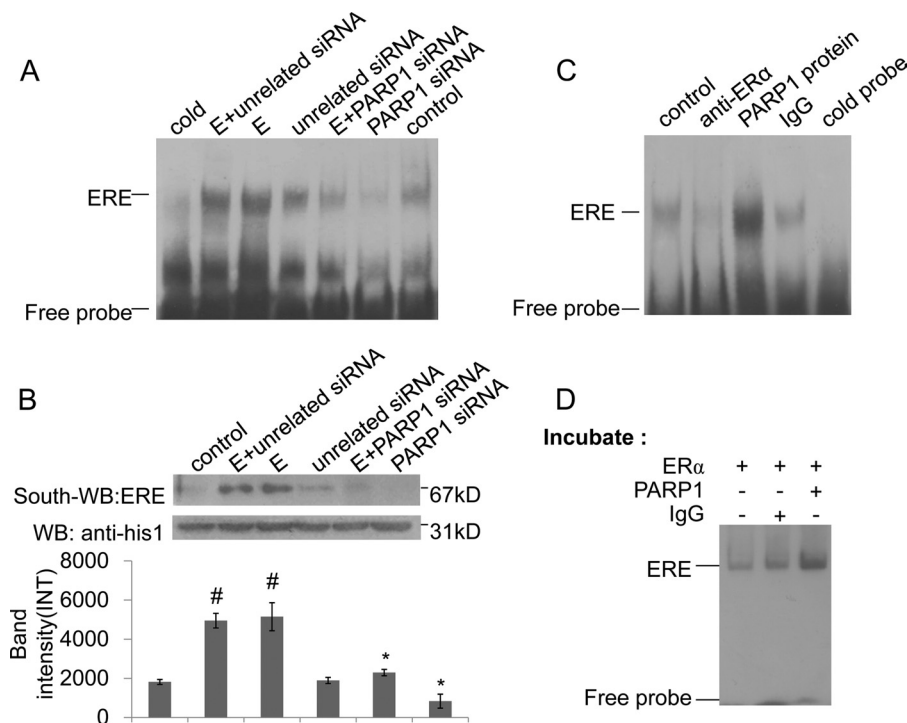 A
cold
E+unrelated siRNA
E
unrelated siRNA
E+PARP1 siRNA
PARP1 siRNA
control
ERE
Free probe
B
control
E+unrelated siRNA
E
unrelated siRNA
E+PARP1 siRNA
PARP1 siRNA
South-WB:ERE
67kD
WB: anti-his1
31kD
Band
intensity(INT)
8000
6000
4000
2000
0
#
#
*
*
C
control
anti-ERα
PARP1 protein
IgG
cold probe
ERE
Free probe
D
Incubate :
ERα + + +
PARP1 - - +
IgG - + -
ERE
Free probe